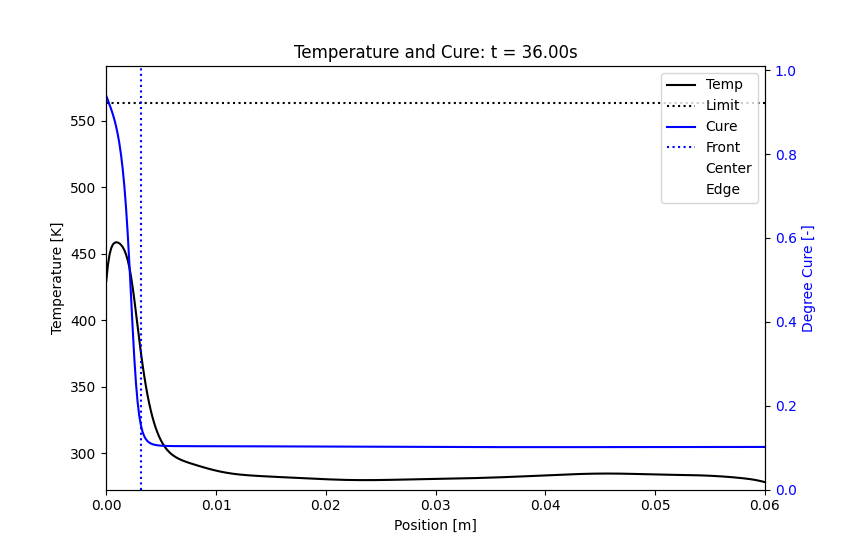 Temperature and Cure: t = 36.00s
Temp
Limit
Cure
Front
Center
Edge
Temperature [K]
550
500
450
400
350
300
1.0
0.8
0.6
0.4
0.2
0.0
Degree Cure [-]
0.00 0.01 0.02 0.03 0.04 0.05 0.06
Position [m]